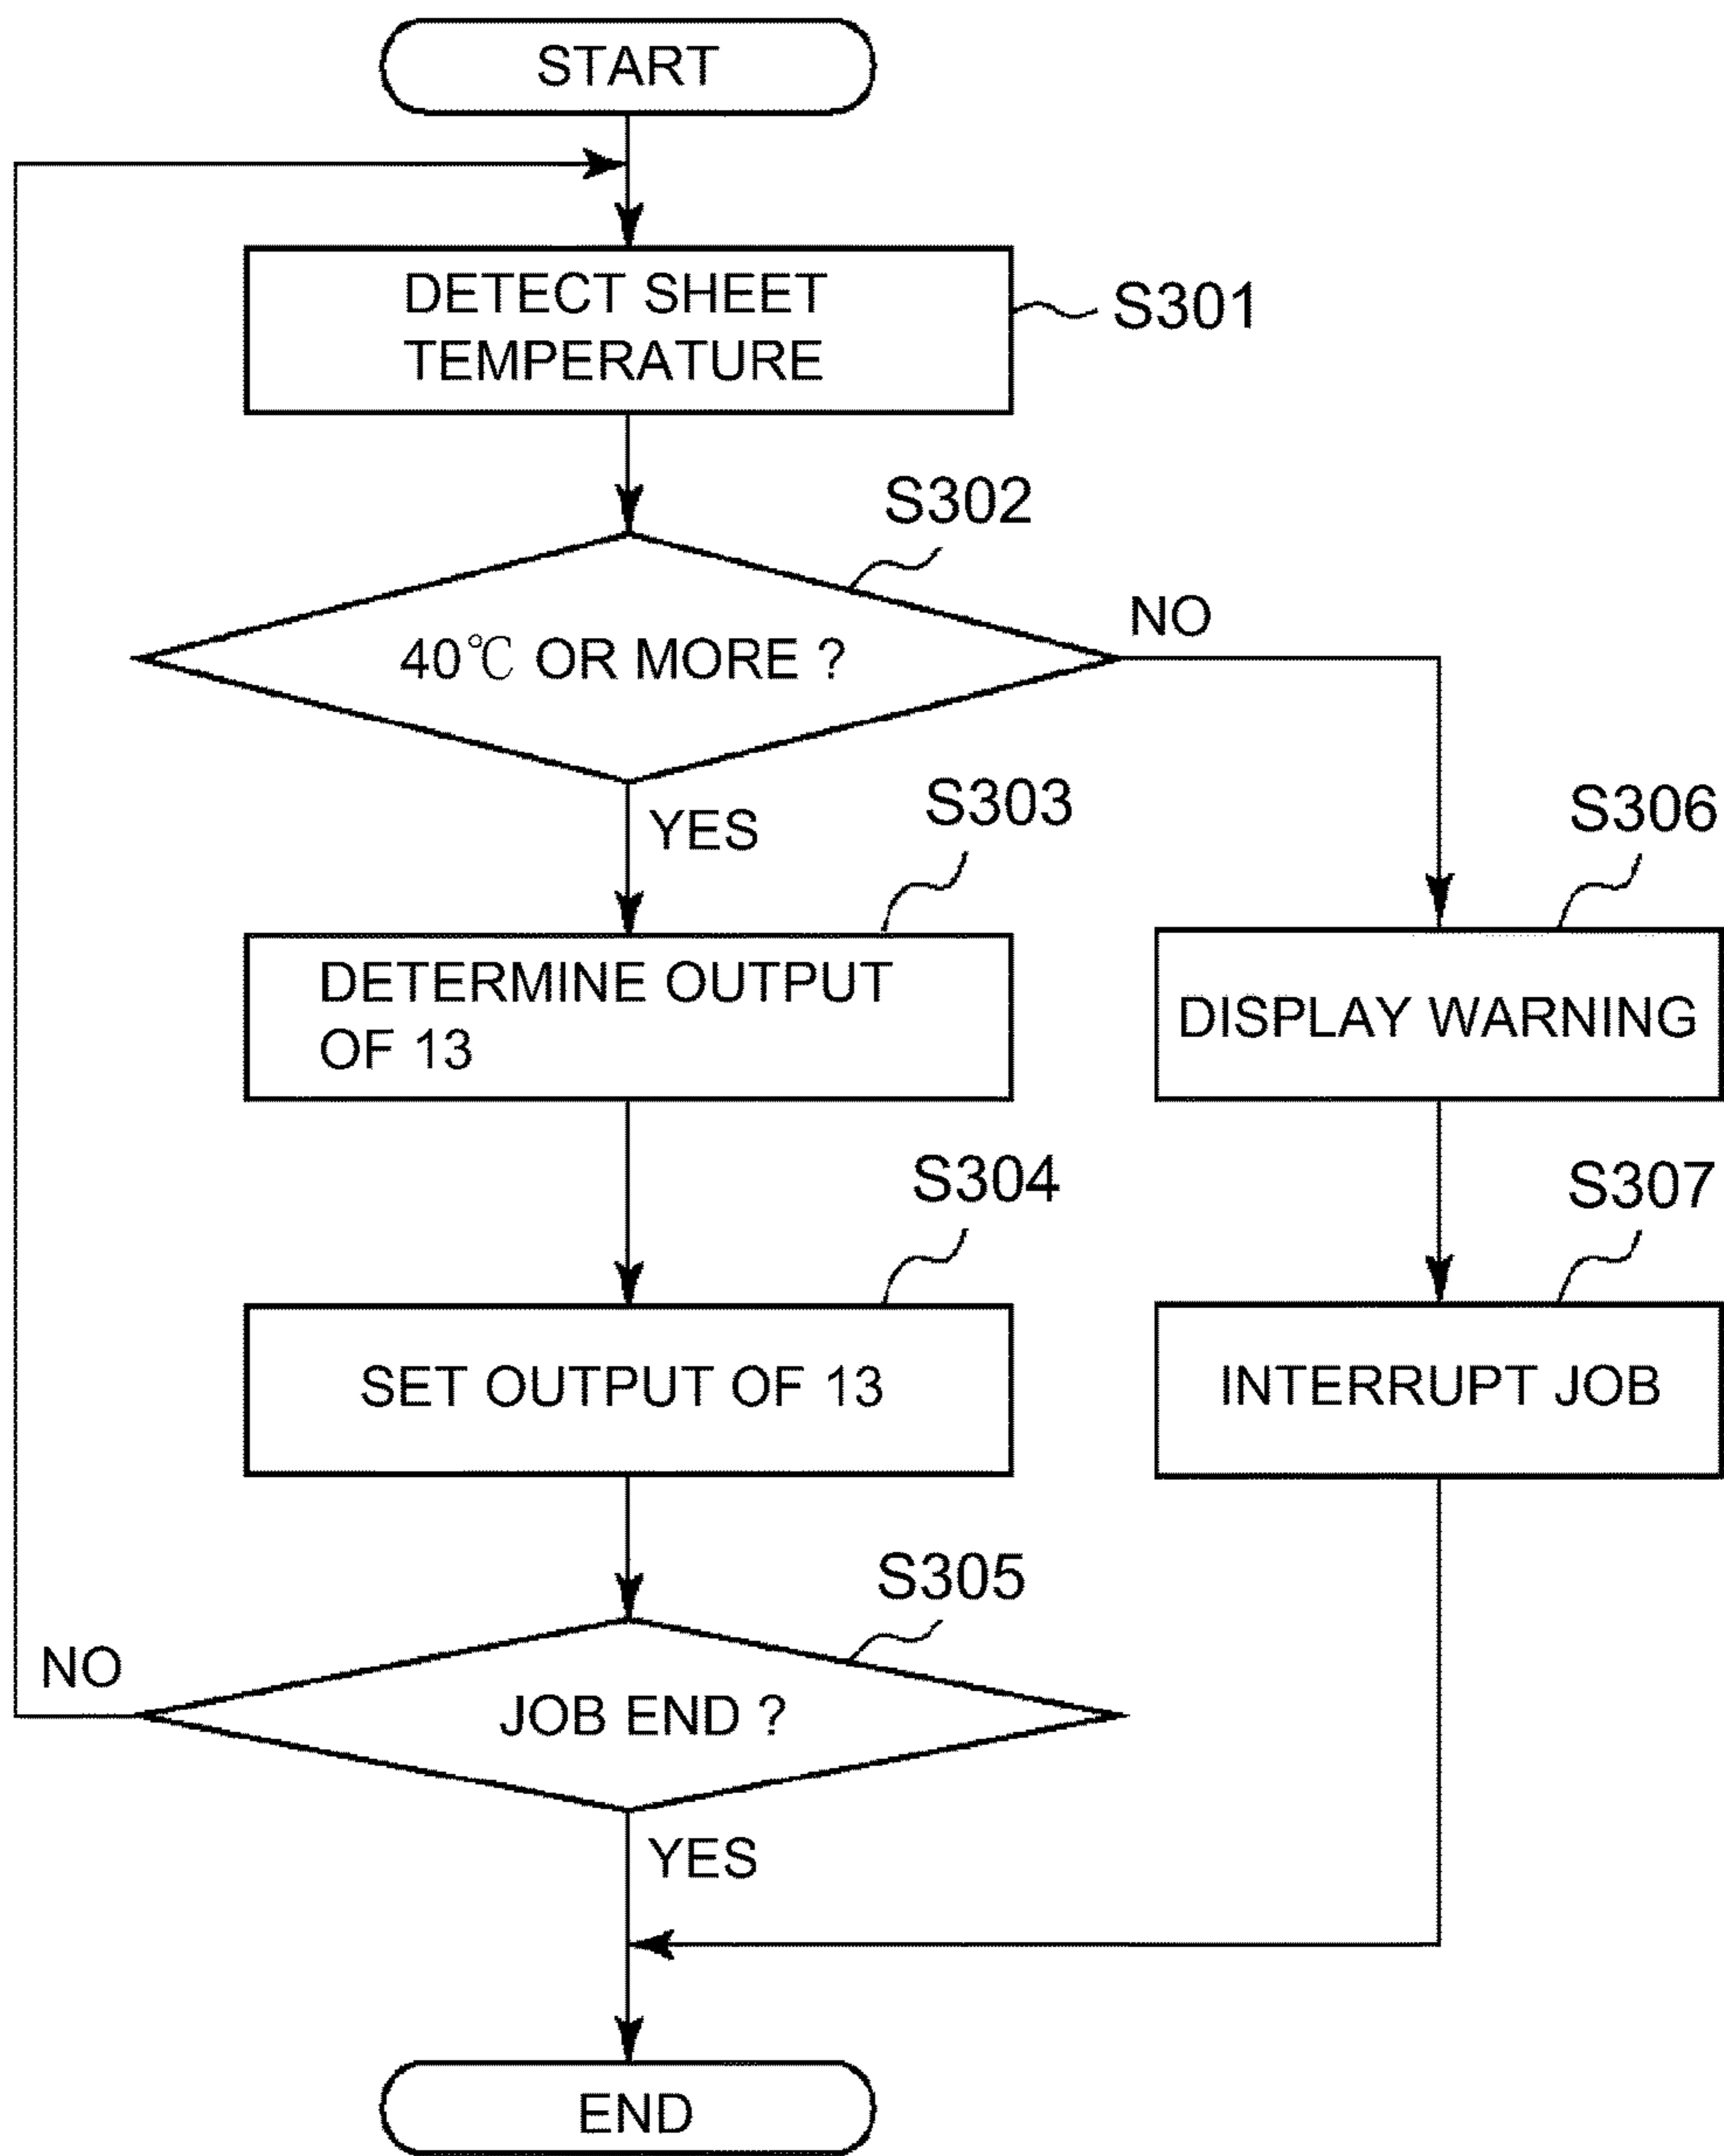 START
DETECT SHEET
TEMPERATURE
S301
S302
40℃ OR MORE ?
NO
YES
S303
DETERMINE OUTPUT
OF 13
S306
DISPLAY WARNING
S304
SET OUTPUT OF 13
S307
INTERRUPT JOB
S305
JOB END ?
NO
YES
END